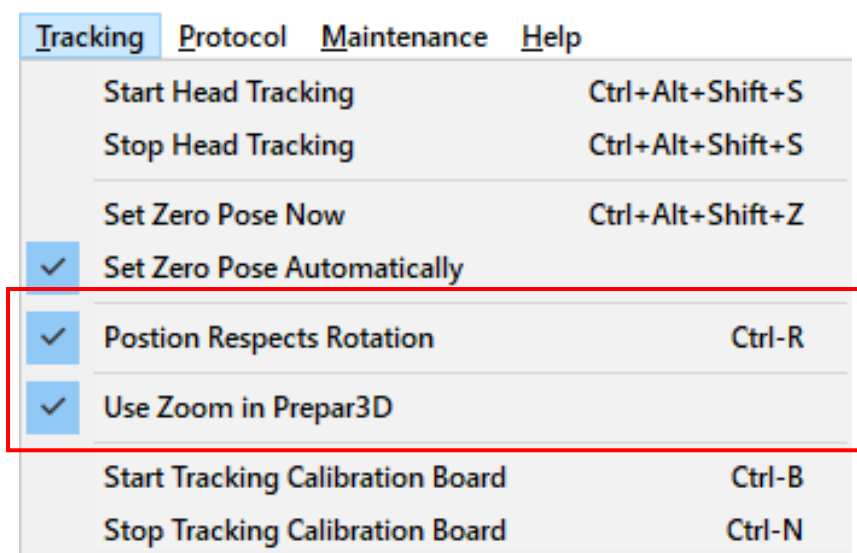 Tracking Protocol Maintenance Help
Start Head Tracking Ctrl+Alt+Shift+S
Stop Head Tracking Ctrl+Alt+Shift+S
Set Zero Pose Now Ctrl+Alt+Shift+Z
Set Zero Pose Automatically
Postion Respects Rotation Ctrl-R
Use Zoom in Prepar3D
Start Tracking Calibration Board Ctrl-B
Stop Tracking Calibration Board Ctrl-N